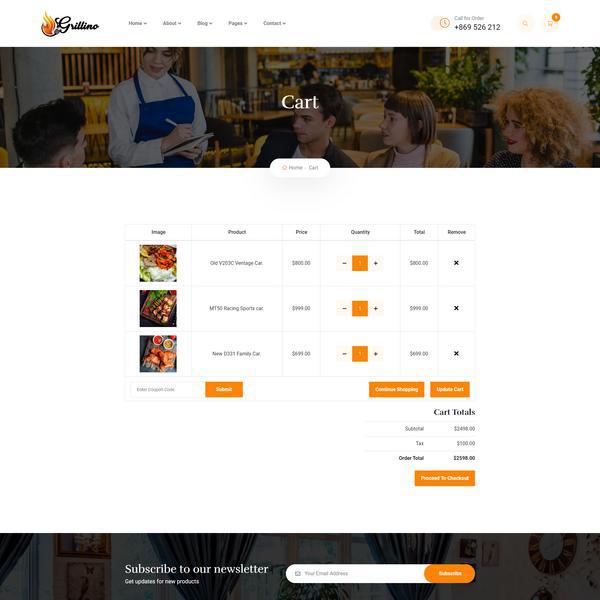 Grillino
Home
About
Blog
Pages
Contact
Call for Order
+869 526 212
Cart
Home - Cart
Image Product Price Quantity Total Remove
Old V203C Ventage Car. $800.00 - 1 + $800.00 ×
MT50 Racing Sports car. $999.00 - 1 + $999.00 ×
New D331 Family Car. $699.00 - 1 + $699.00 ×
Enter Coupon Code Submit Continue Shopping Update Cart
Cart Totals
Subtotal $2498.00
Tax $100.00
Order Total $2598.00
Proceed To Checkout
Subscribe to our newsletter
Get updates for new products
Your Email Address
Subscribe